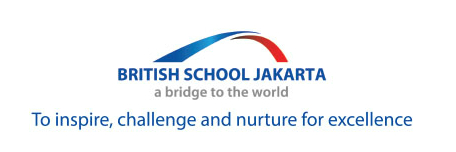 BRITISH SCHOOL JAKARTA
a bridge to the world
To inspire, challenge and nurture for excellence